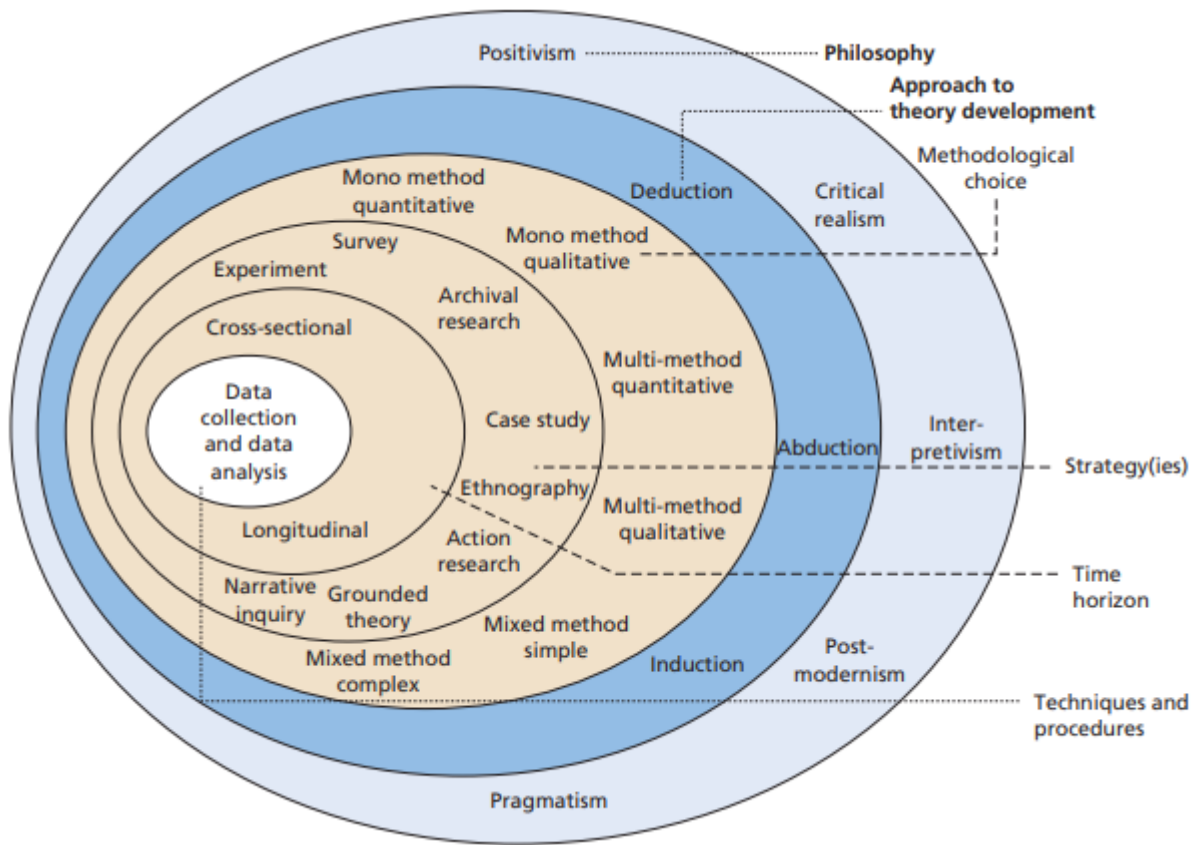 Positivism
Philosophy
Approach to
theory development
Methodological
choice
Mono method
quantitative
Deduction
Critical
realism
Survey
Mono method
qualitative
Experiment
Archival
research
Cross-sectional
Multi-method
quantitative
Data
collection
and data
analysis
Case study
Abduction
Inter-
pretivism
Strategy(ies)
Ethnography
Multi-method
qualitative
Longitudinal
Action
research
Time
horizon
Narrative
inquiry
Grounded
theory
Mixed method
simple
Mixed method
complex
Induction
Post-
modernism
Techniques and
procedures
Pragmatism